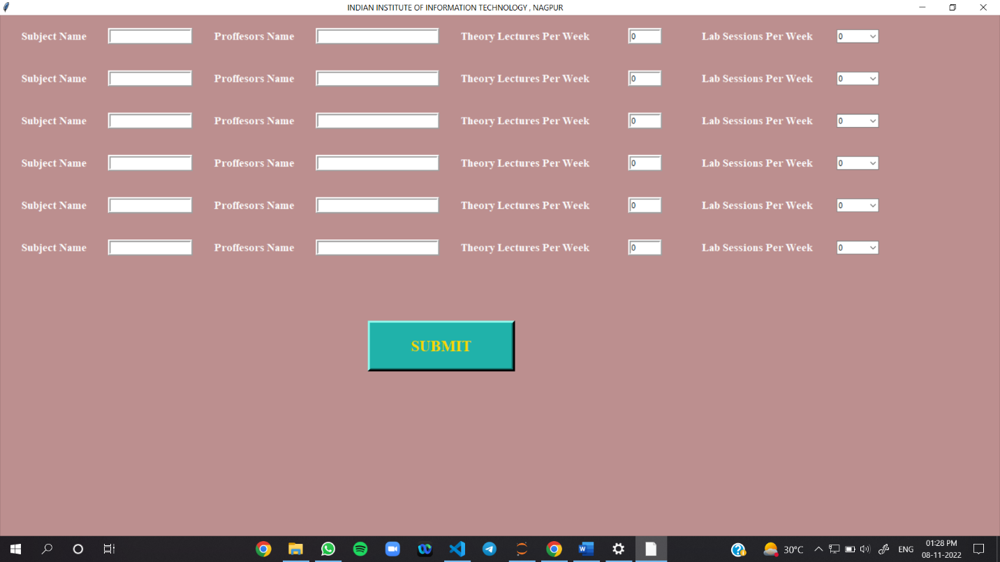 INDIAN INSTITUTE OF INFORMATION TECHNOLOGY , NAGPUR
Subject Name Proffesors Name Theory Lectures Per Week 0 Lab Sessions Per Week 0
Subject Name Proffesors Name Theory Lectures Per Week 0 Lab Sessions Per Week 0
Subject Name Proffesors Name Theory Lectures Per Week 0 Lab Sessions Per Week 0
Subject Name Proffesors Name Theory Lectures Per Week 0 Lab Sessions Per Week 0
Subject Name Proffesors Name Theory Lectures Per Week 0 Lab Sessions Per Week 0
Subject Name Proffesors Name Theory Lectures Per Week 0 Lab Sessions Per Week 0
SUBMIT
30°C ENG 01:28 PM
08-11-2022